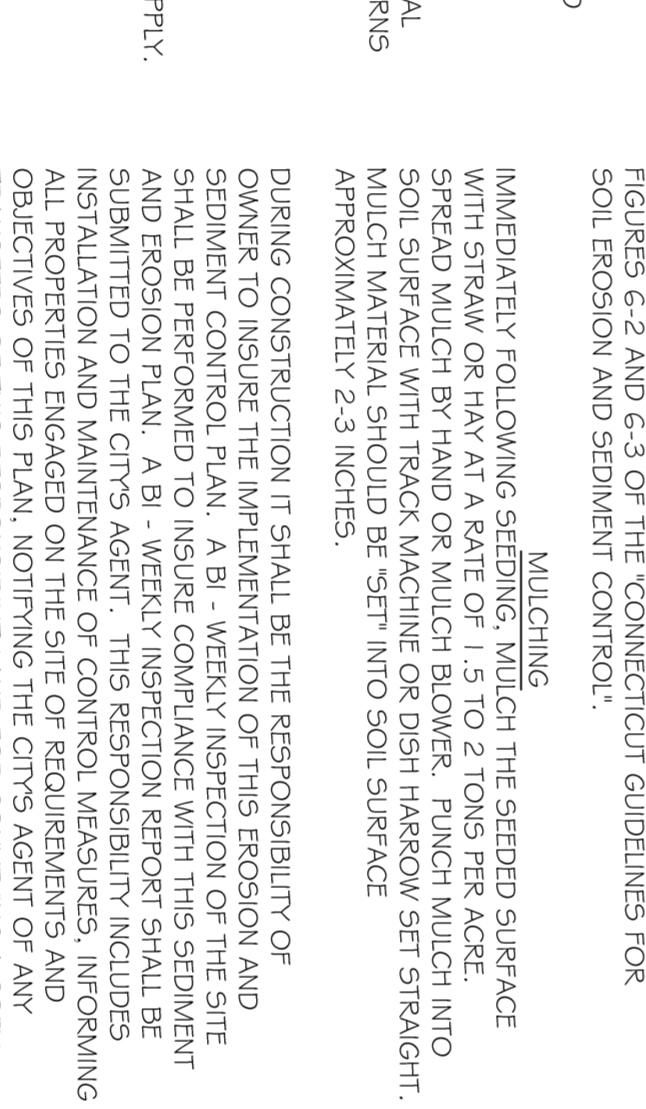 D
AL
RNS
PPLY.
FIGURES 6-2 AND 6-3 OF THE "CONNECTICUT GUIDELINES FOR
SOIL EROSION AND SEDIMENT CONTROL".
MULCHING
IMMEDIATELY FOLLOWING SEEDING, MULCH THE SEEDED SURFACE
WITH STRAW OR HAY AT A RATE OF 1.5 TO 2 TONS PER ACRE.
SPREAD MULCH BY HAND OR MULCH BLOWER. PUNCH MULCH INTO
SOIL SURFACE WITH TRACK MACHINE OR DISH HARROW SET STRAIGHT.
MULCH MATERIAL SHOULD BE "SET" INTO SOIL SURFACE
APPROXIMATELY 2-3 INCHES.
DURING CONSTRUCTION IT SHALL BE THE RESPONSIBILITY OF
OWNER TO INSURE THE IMPLEMENTATION OF THIS EROSION AND
SEDIMENT CONTROL PLAN. A BI - WEEKLY INSPECTION OF THE SITE
SHALL BE PERFORMED TO INSURE COMPLIANCE WITH THIS SEDIMENT
AND EROSION PLAN. A BI - WEEKLY INSPECTION REPORT SHALL BE
SUBMITTED TO THE CITY'S AGENT. THIS RESPONSIBILITY INCLUDES
INSTALLATION AND MAINTENANCE OF CONTROL MEASURES, INFORMING
ALL PROPERTIES ENGAGED ON THE SITE OF REQUIREMENTS AND
OBJECTIVES OF THIS PLAN, NOTIFYING THE CITY'S AGENT OF ANY